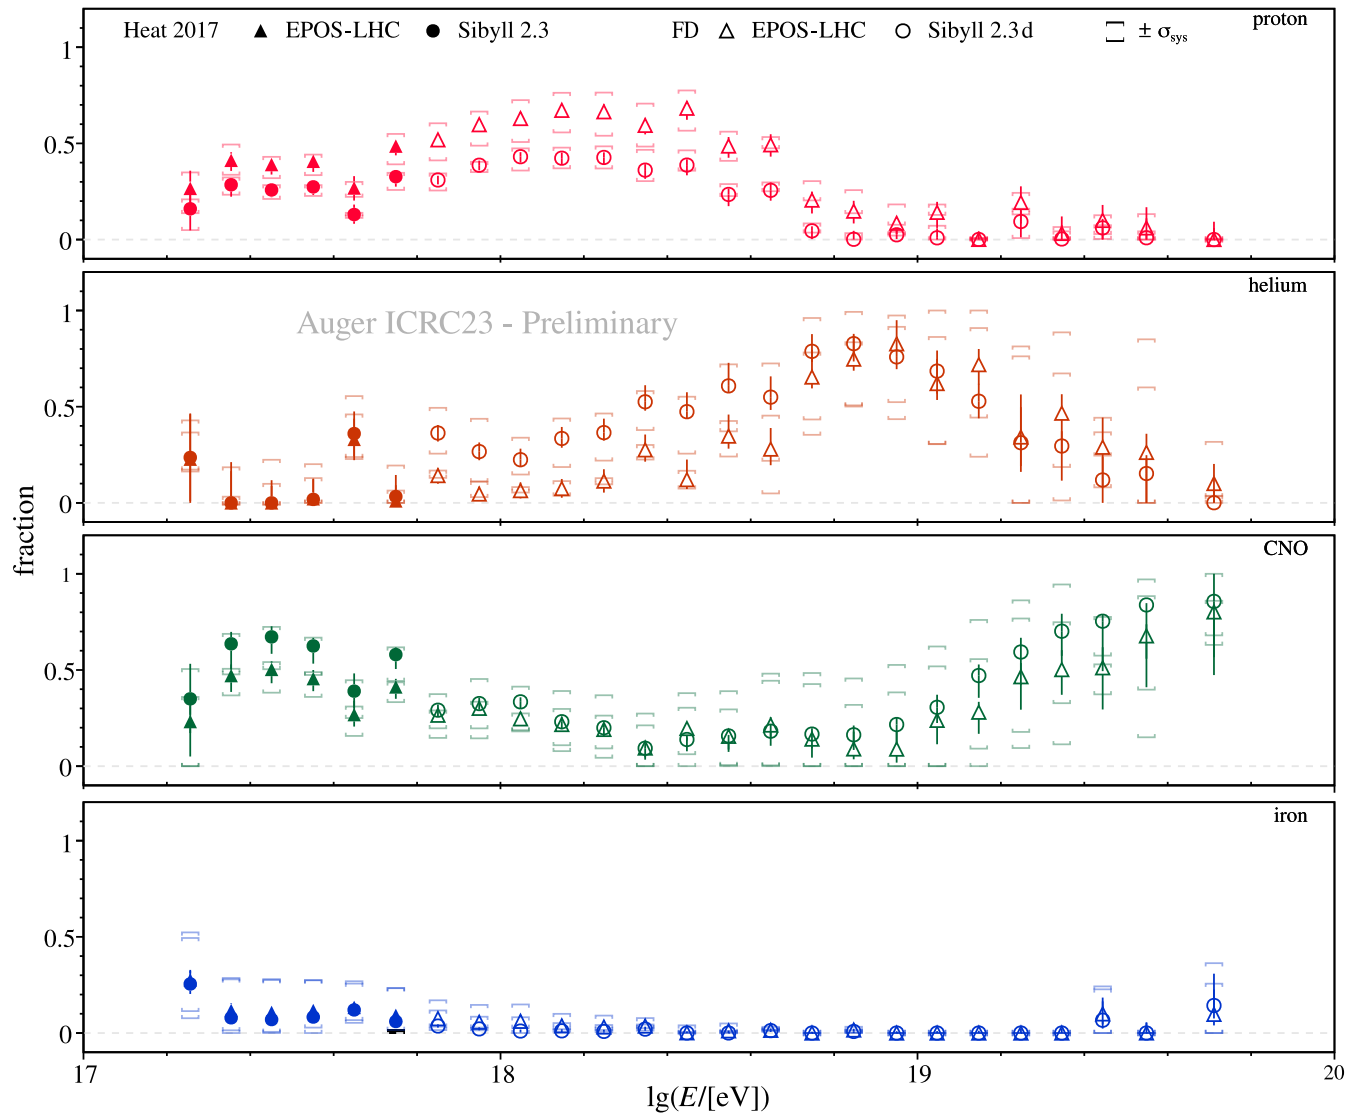 Heat 2017 EPOS-LHC Sibyll 2.3 FD EPOS-LHC Sibyll 2.3d ± σsys
proton
1
0.5
0
helium
Auger ICRC23 - Preliminary
1
0.5
0
CNO
1
0.5
0
iron
1
0.5
0
fraction
17 18 19 20
lg(E/[eV])